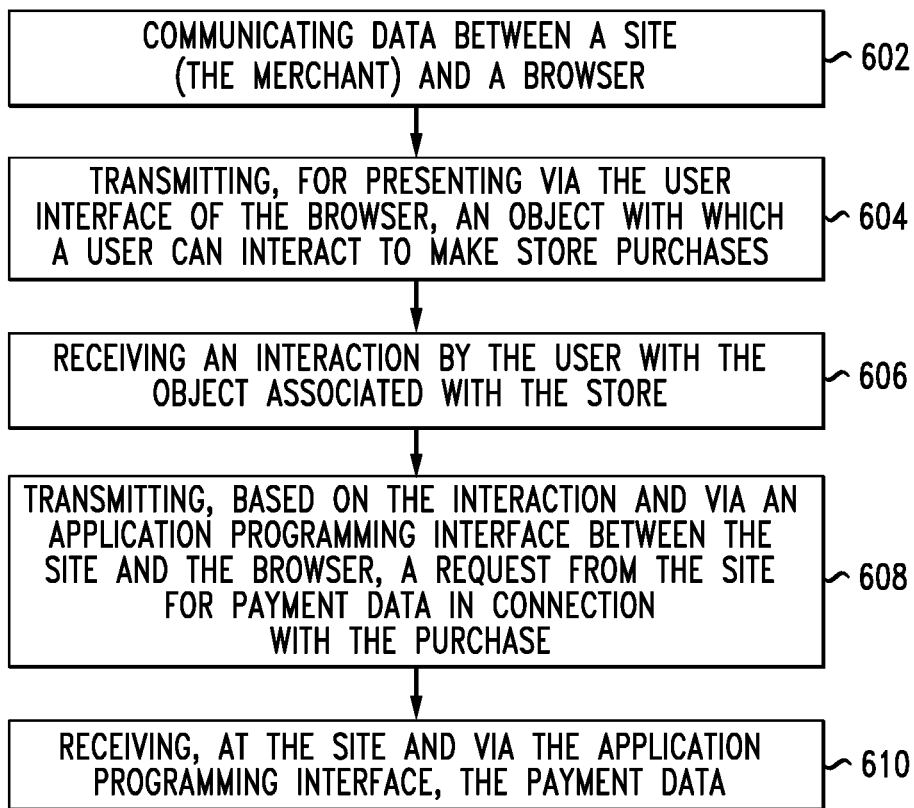 COMMUNICATING DATA BETWEEN A SITE
(THE MERCHANT) AND A BROWSER
602
TRANSMITTING, FOR PRESENTING VIA THE USER
INTERFACE OF THE BROWSER, AN OBJECT WITH WHICH
A USER CAN INTERACT TO MAKE STORE PURCHASES
604
RECEIVING AN INTERACTION BY THE USER WITH THE
OBJECT ASSOCIATED WITH THE STORE
606
TRANSMITTING, BASED ON THE INTERACTION AND VIA AN
APPLICATION PROGRAMMING INTERFACE BETWEEN THE
SITE AND THE BROWSER, A REQUEST FROM THE SITE
FOR PAYMENT DATA IN CONNECTION
WITH THE PURCHASE
608
RECEIVING, AT THE SITE AND VIA THE APPLICATION
PROGRAMMING INTERFACE, THE PAYMENT DATA
610